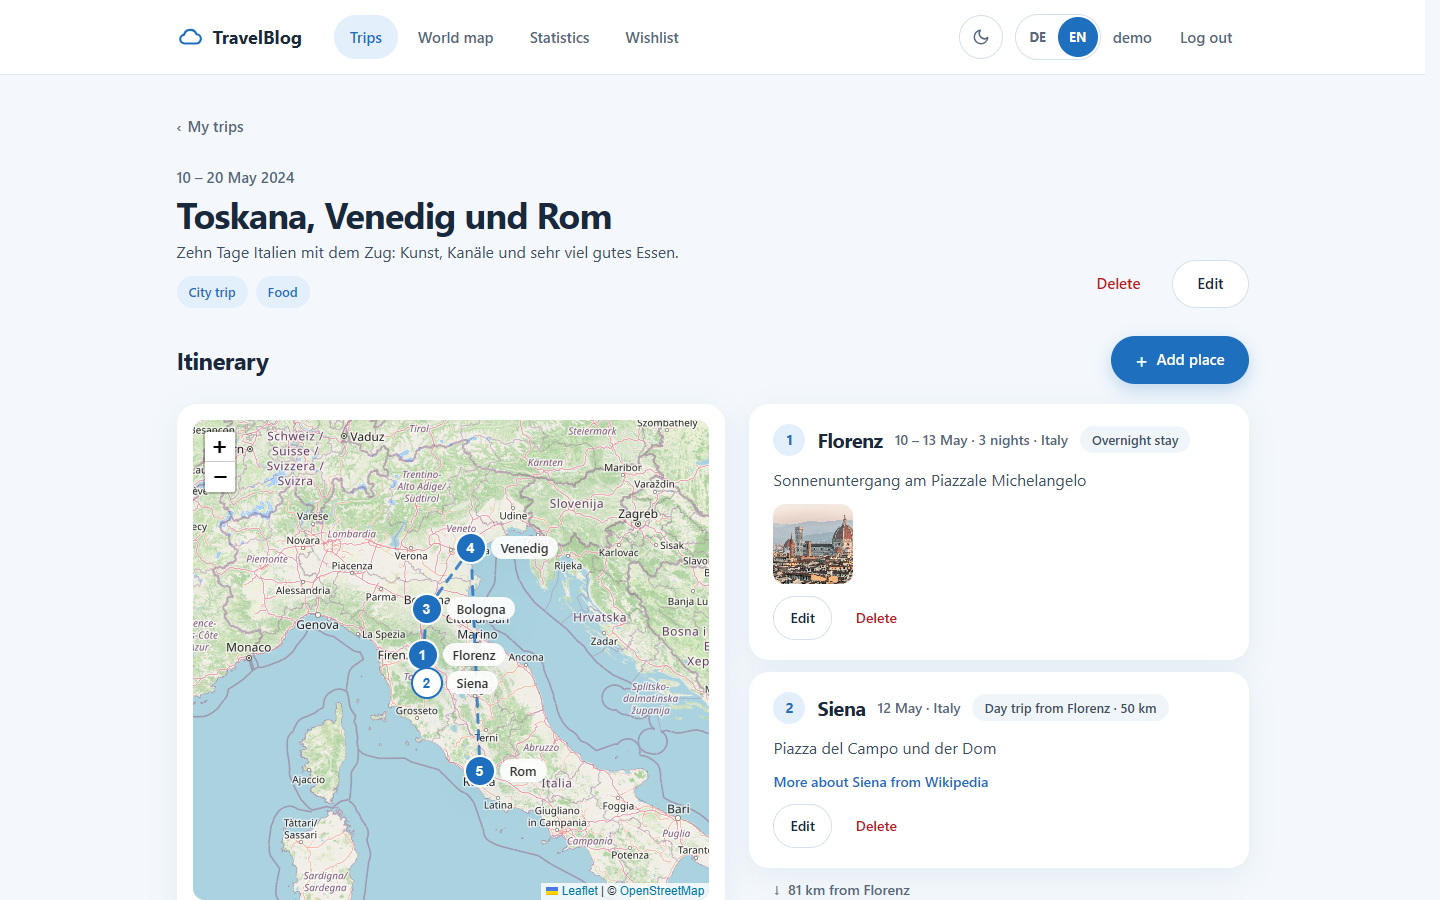 TravelBlog
Trips
World map
Statistics
Wishlist
DE
EN
demo
Log out
‹ My trips
10 – 20 May 2024
Toskana, Venedig und Rom
Zehn Tage Italien mit dem Zug: Kunst, Kanäle und sehr viel gutes Essen.
City trip
Food
Delete
Edit
Itinerary
+ Add place
+
−
Schweiz /
Suisse /
Svizzera /
Svizra
Vaduz
Tirol
Steiermark
Szombathely
Kärnten
Maribor
Varaždin
Trentino-
Alto Adige/
Südtirol
Slovenija
Zagreb
Varese
Udine
Veneto
Lombardia
Novara
Verona
4
Venedig
Karlovac
Sisak
Piemonte
Piacenza
Rijeka
Alessandria
Parma
3
Bologna
Banja Lu
Genova
La Spezia
Marino
Hrvatska
Bosna i
Monaco
1
Florenz
Ancona
Zadar
2
Siena
Splitsko-
dalmatinska
županija
Grosseto
Terni
Abruzzo
Ajaccio
5
Rom
Italia
Latina
Giugliano
in Campania
Foggia
Bari
Tàttari/
Sassari
Campania
Puglia
Potenza
Sardigna/
Sardegna
Leaflet | © OpenStreetMap
1
Florenz
10 – 13 May · 3 nights · Italy
Overnight stay
Sonnenuntergang am Piazzale Michelangelo
Edit
Delete
2
Siena
12 May · Italy
Day trip from Florenz · 50 km
Piazza del Campo und der Dom
More about Siena from Wikipedia
Edit
Delete
↓ 81 km from Florenz